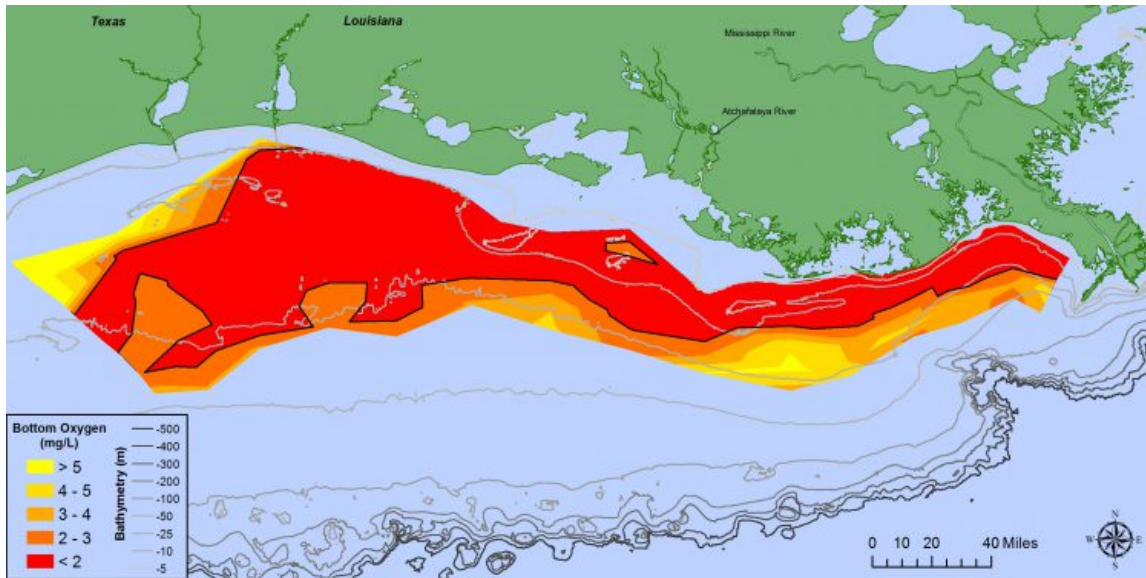 Texas
Louisiana
Mississippi River
Atchafalaya River
Bottom Oxygen
(mg/L)
> 5
4 - 5
3 - 4
2 - 3
< 2
Bathymetry (m)
-500
-400
-300
-200
-100
-50
-25
-10
-5
0 10 20 40 Miles
N
W E
S